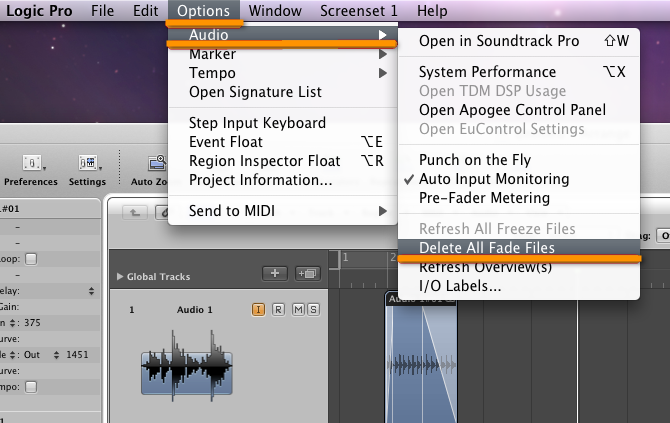 Logic Pro File Edit Options Window Screenset 1 Help
Audio
Marker
Tempo
Open Signature List
Step Input Keyboard
Event Float ⌥E
Region Inspector Float ⌥R
Project Information...
Send to MIDI
Open in Soundtrack Pro ⇧W
System Performance ⌥X
Open TDM DSP Usage
Open Apogee Control Panel
Open EuControl Settings
Punch on the Fly
✓ Auto Input Monitoring
Pre-Fader Metering
Refresh All Freeze Files
Delete All Fade Files
Refresh Overview(s)
I/O Labels...
Preferences Settings Auto Zoo
#01
oop:
elay:
Gain:
: 375
urve:
: Out : 1451
urve:
mpo:
ag:
1 2
Global Tracks
1 Audio 1 I R M S
Audio 1#01